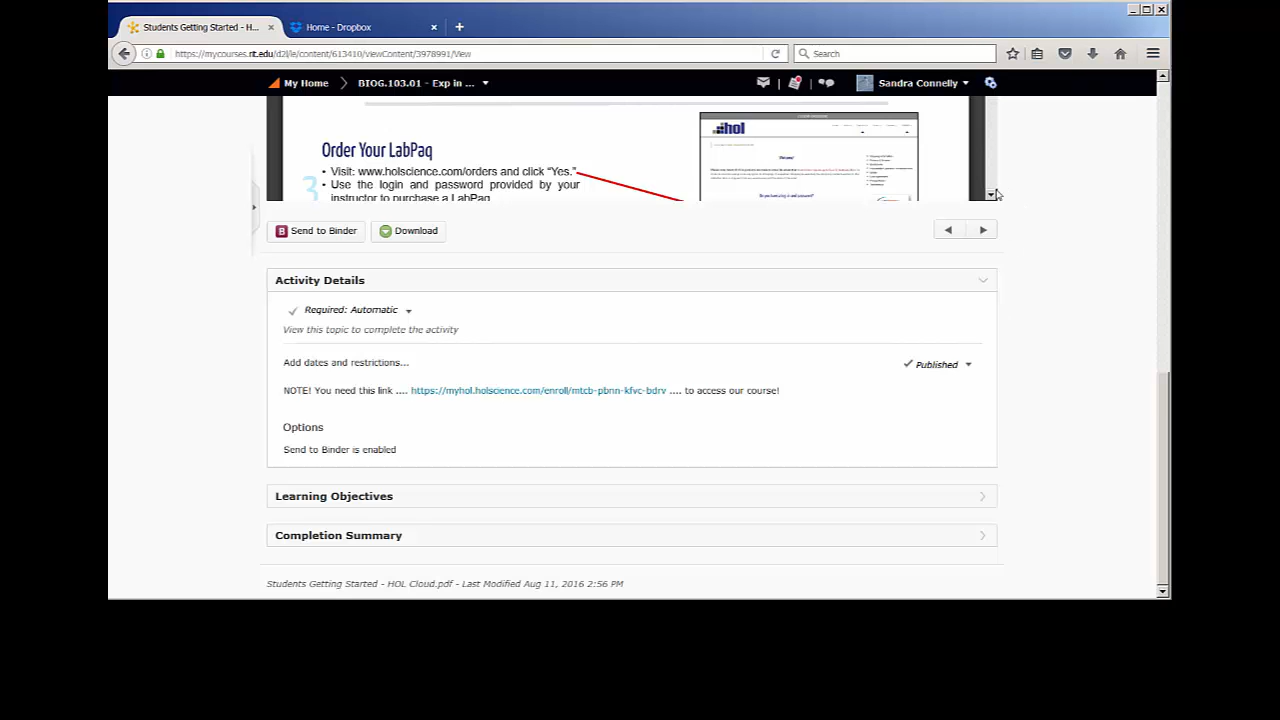 Students Getting Started - H...
Home - Dropbox
https://mycourses.rit.edu/d2l/le/content/613410/viewContent/3978991/View
Search
My Home
BIOG.103.01 - Exp in ...
Sandra Connelly
hol
Order Your LabPaq
3
• Visit: www.holscience.com/orders and click “Yes.”
• Use the login and password provided by your
instructor to purchase a LabPaq
Send to Binder
Download
Activity Details
Required: Automatic
View this topic to complete the activity
Add dates and restrictions...
Published
NOTE! You need this link .... https://myhol.holscience.com/enroll/mtcb-pbnn-kfvc-bdrv .... to access our course!
Options
Send to Binder is enabled
Learning Objectives
Completion Summary
Students Getting Started - HOL Cloud.pdf - Last Modified Aug 11, 2016 2:56 PM